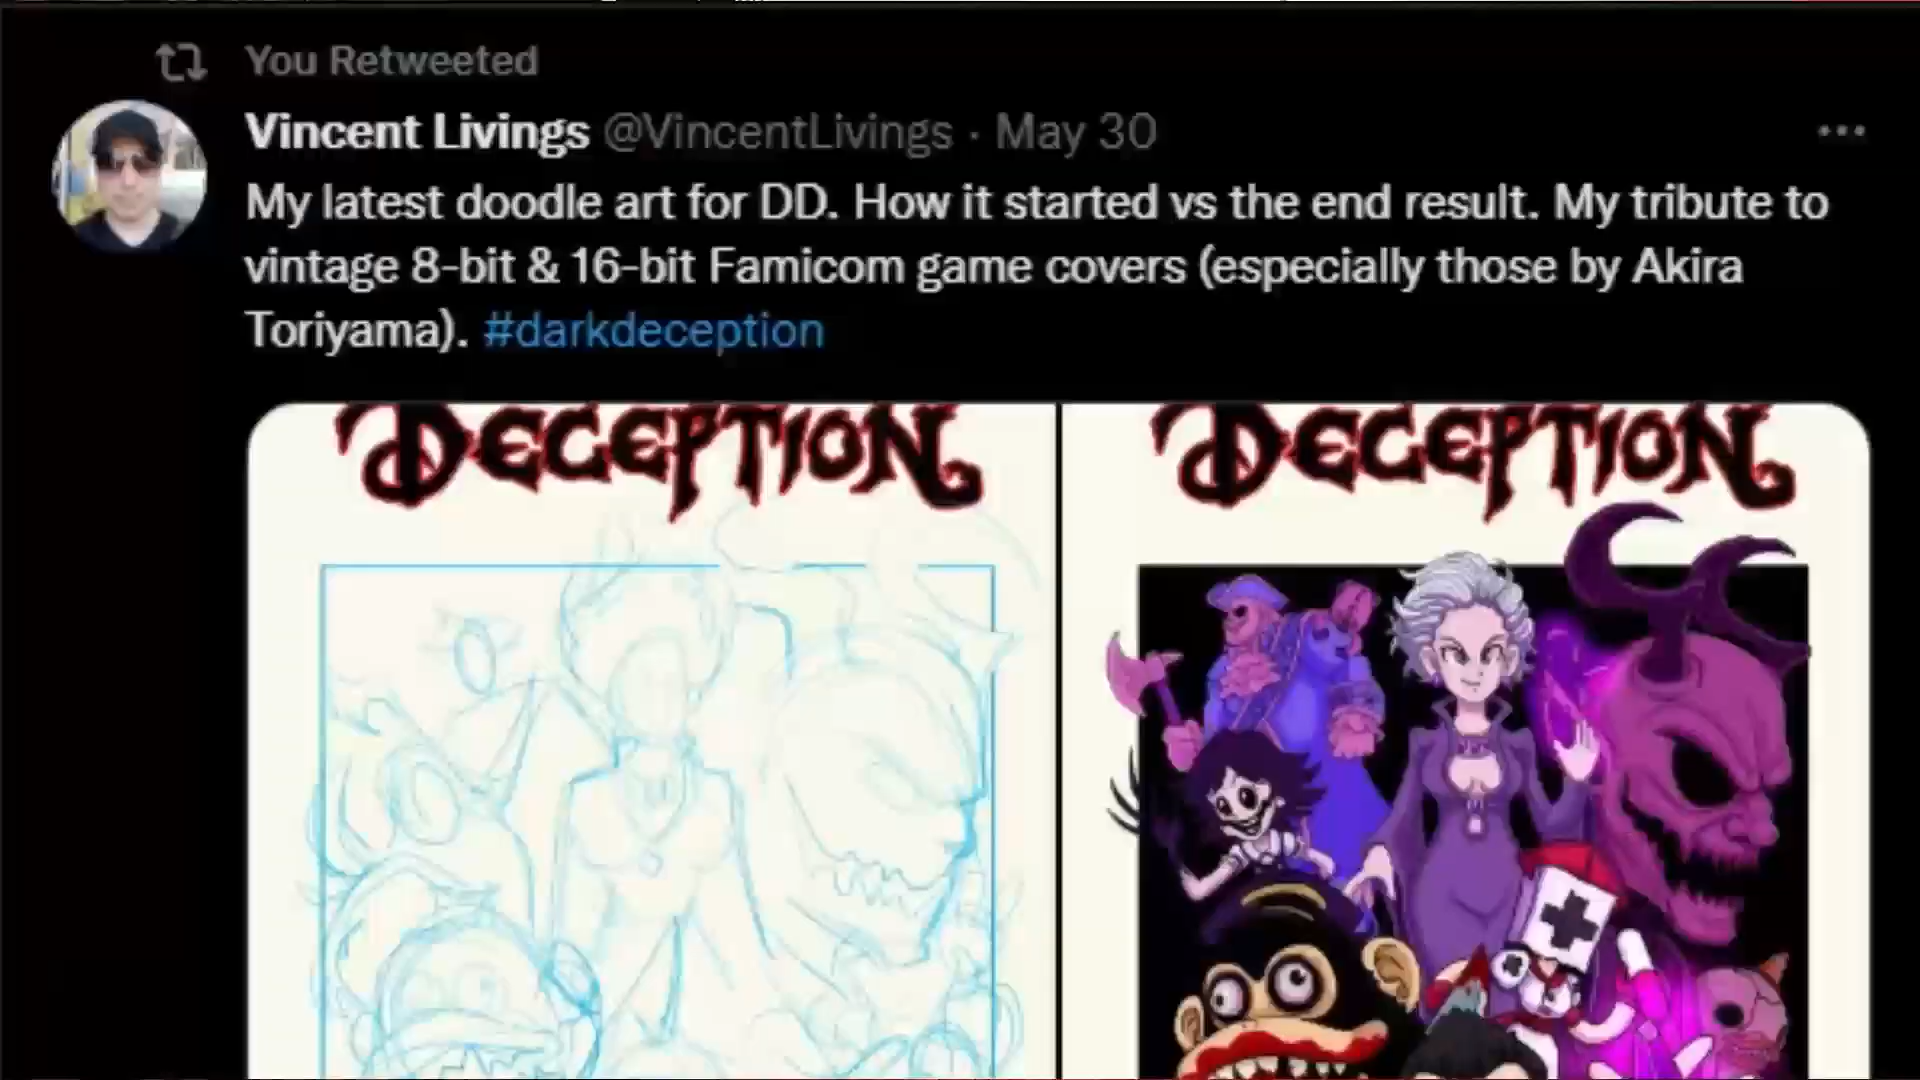 You Retweeted
Vincent Livings @VincentLivings · May 30
My latest doodle art for DD. How it started vs the end result. My tribute to
vintage 8-bit & 16-bit Famicom game covers (especially those by Akira
Toriyama). #darkdeception
DECEPTION
DECEPTION